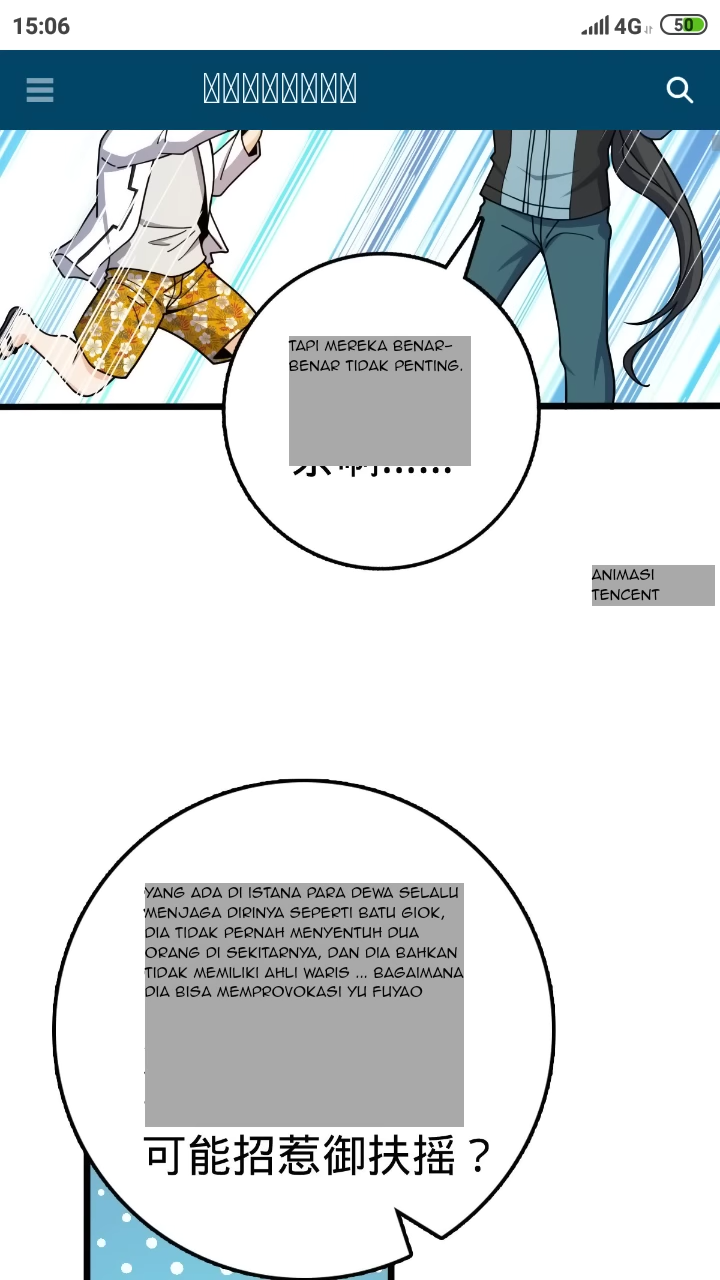 15:06
4G
50
TAPI MEREKA BENAR-
BENAR TIDAK PENTING.
ANIMASI
TENCENT
YANG ADA DI ISTANA PARA DEWA SELALU
MENJAGA DIRINYA SEPERTI BATU GIOK,
DIA TIDAK PERNAH MENYENTUH DUA
ORANG DI SEKITARNYA, DAN DIA BAHKAN
TIDAK MEMILIKI AHLI WARIS ... BAGAIMANA
DIA BISA MEMPROVOKASI YU FUYAO
可能招惹御扶摇？